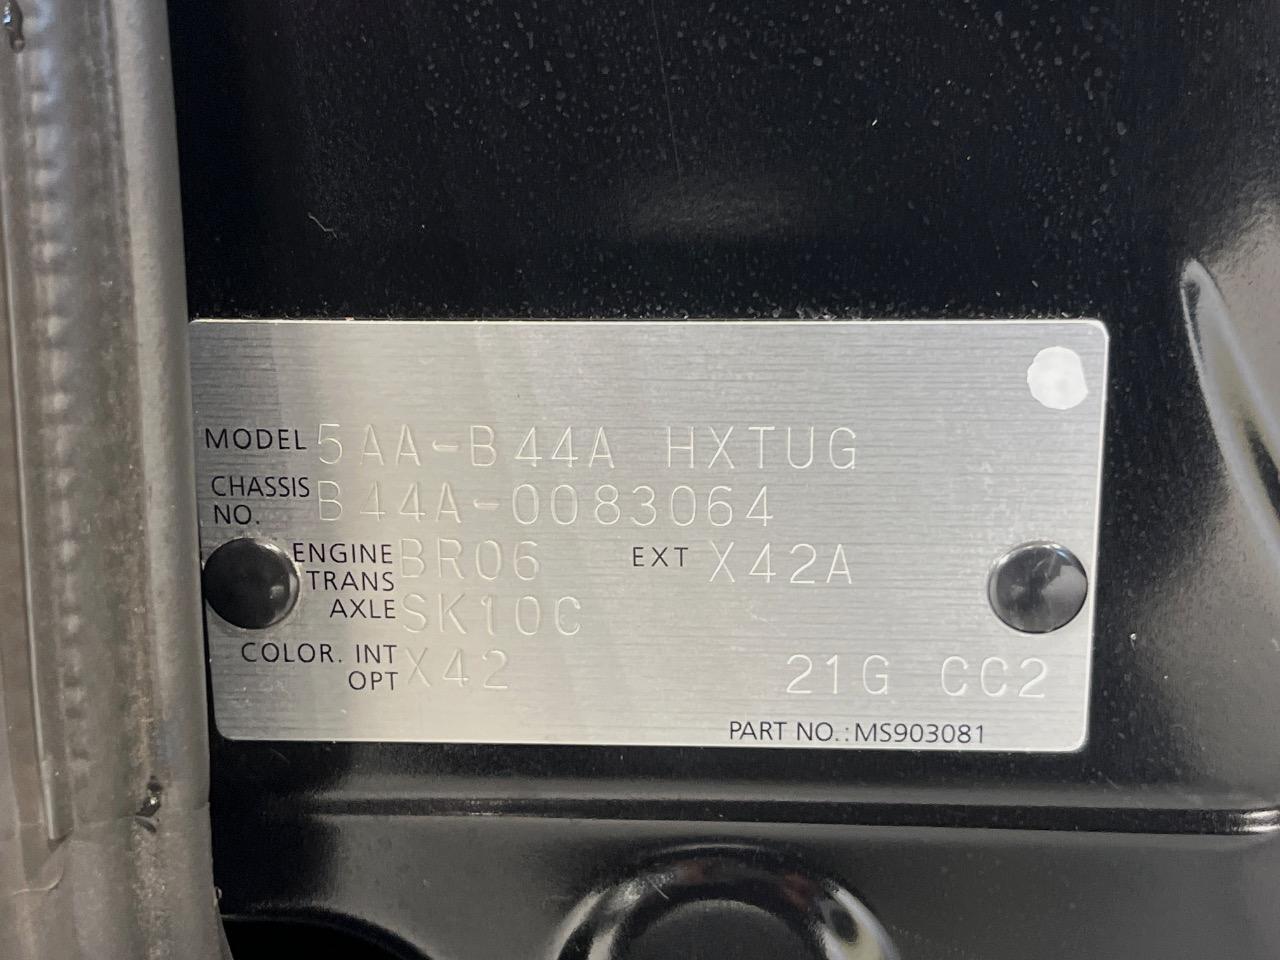 MODEL 5AA-B44A HXTUG
CHASSIS NO. B44A-0083064
ENGINE BR06 EXT X42A
TRANS AXLE SK10C
COLOR. INT OPT X42 21G CC2
PART NO.:MS903081